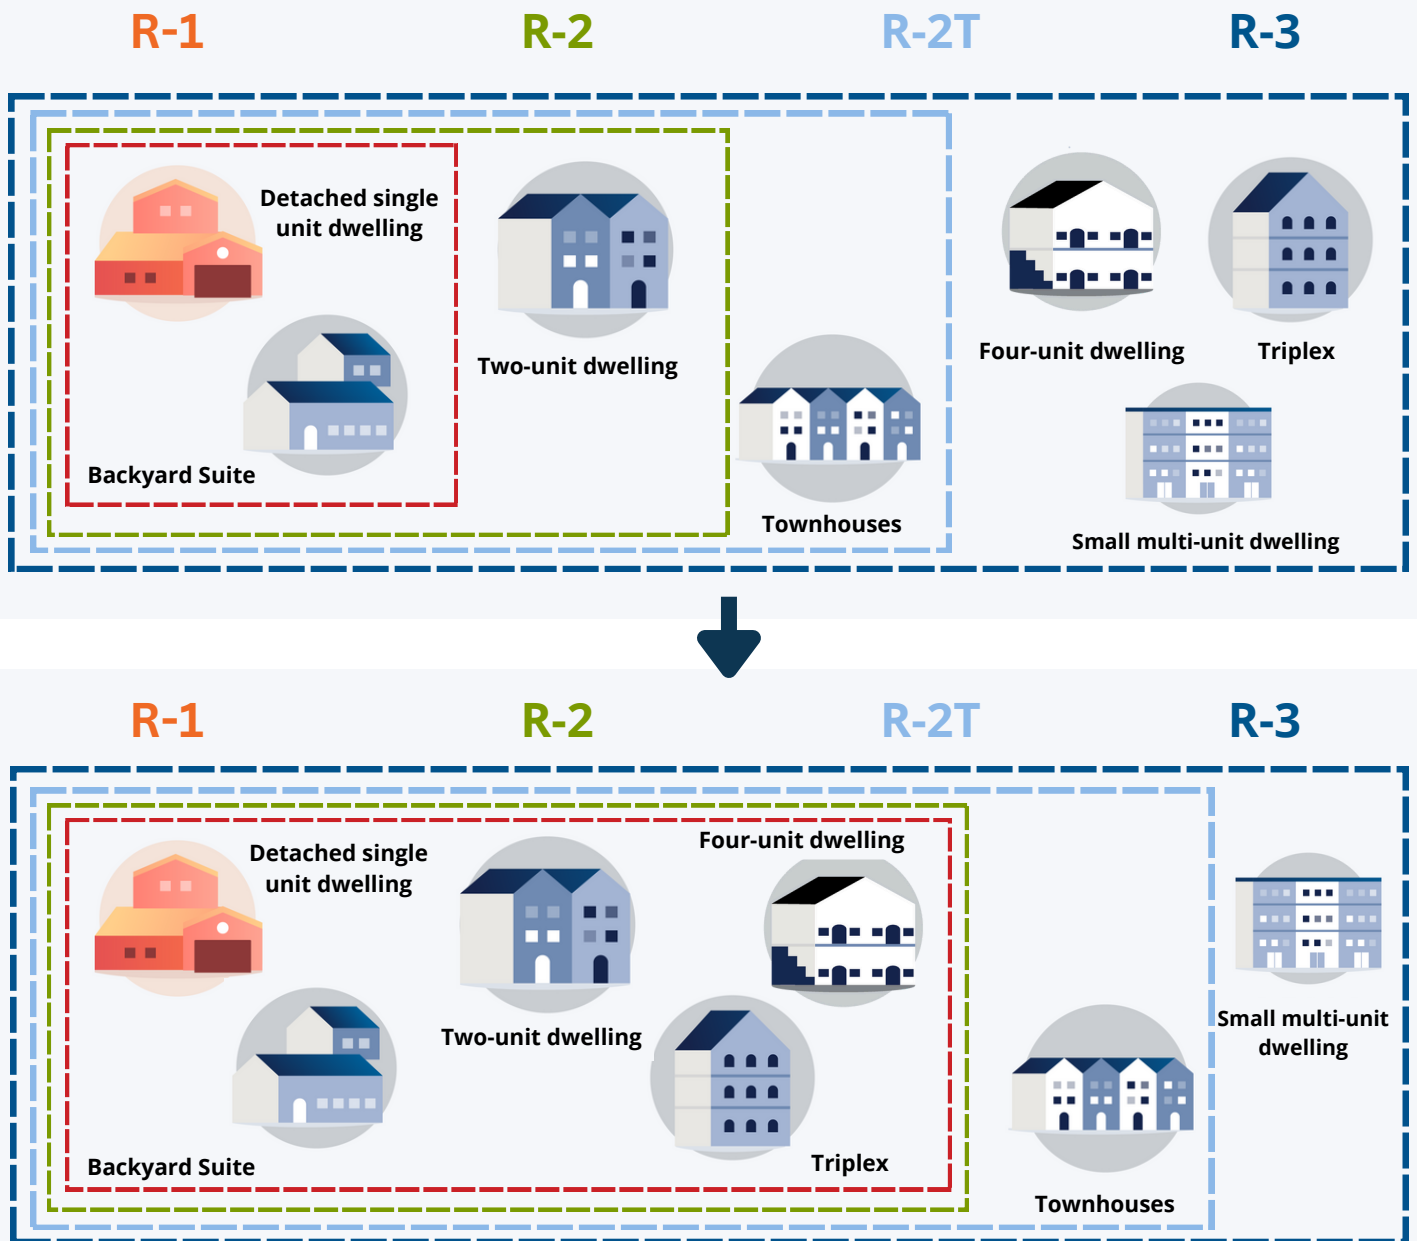 R-1
R-2
R-2T
R-3
Detached single
unit dwelling
Backyard Suite
Two-unit dwelling
Townhouses
Four-unit dwelling
Triplex
Small multi-unit dwelling
R-1
R-2
R-2T
R-3
Detached single
unit dwelling
Backyard Suite
Two-unit dwelling
Four-unit dwelling
Triplex
Townhouses
Small multi-unit
dwelling